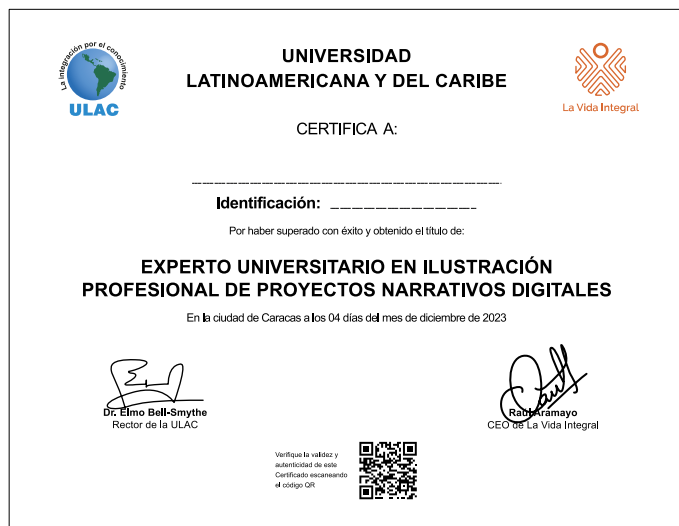 La integración por el conocimiento
ULAC
UNIVERSIDAD
LATINOAMERICANA Y DEL CARIBE
La Vida Integral
CERTIFICA A:
Identificación:
Por haber superado con éxito y obtenido el título de:
EXPERTO UNIVERSITARIO EN ILUSTRACIÓN
PROFESIONAL DE PROYECTOS NARRATIVOS DIGITALES
En la ciudad de Caracas a los 04 días del mes de diciembre de 2023
Dr. Elmo Bell-Smythe
Rector de la ULAC
Raúl Aramayo
CEO de La Vida Integral
Verifique la validez y
autenticidad de este
Certificado escaneando
el código QR